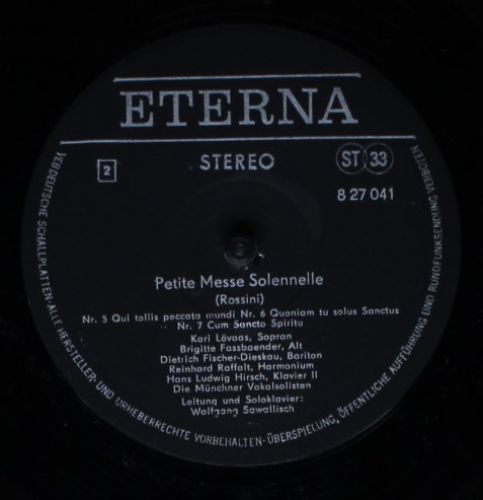 ETERNA
STEREO
ST 33
2
8 27 041
Petite Messe Solennelle
(Rossini)
Nr. 5 Qui tollis peccata mundi Nr. 6 Quoniam tu solus Sanctus
Nr. 7 Cum Sancto Spiritu
Kari Lövaas, Sopran
Brigitte Fassbaender, Alt
Dietrich Fischer-Dieskau, Bariton
Reinhard Raffalt, Harmonium
Hans Ludwig Hirsch, Klavier II
Die Münchner Vokalsolisten
Leitung und Soloklavier:
Wolfgang Sawallisch
VEB DEUTSCHE SCHALLPLATTEN-ALLE HERSTELLER- UND URHEBERRECHTE VORBEHALTEN-ÜBERSPIELUNG, ÖFFENTLICHE AUFFÜHRUNG UND RUNDFUNKSENDUNG VERBOTEN